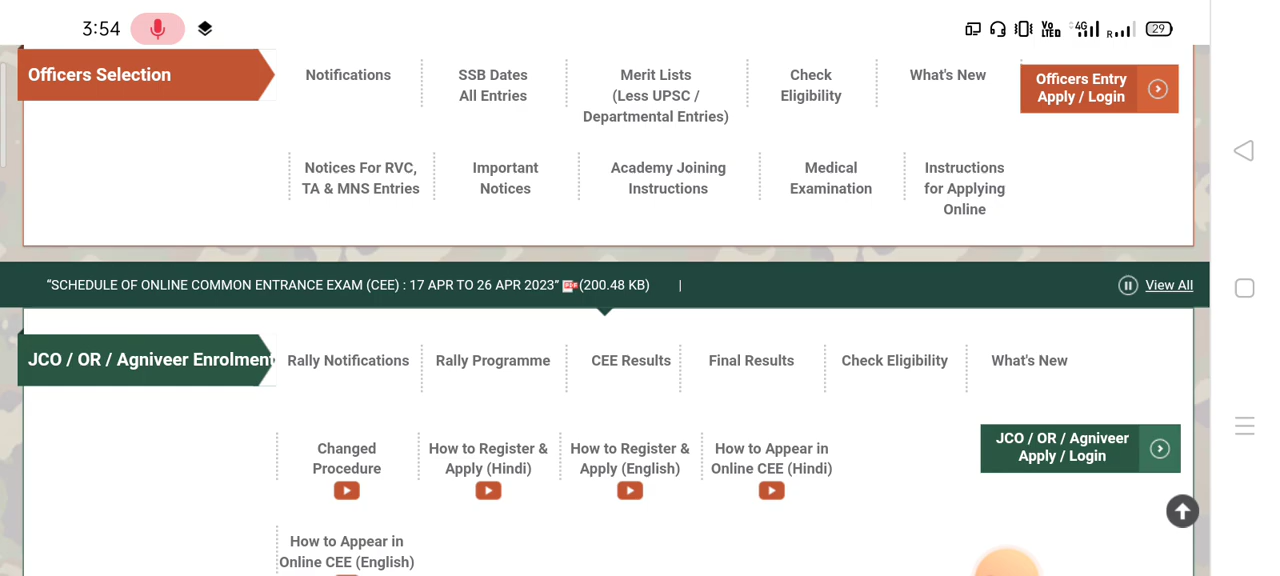 3:54
Vo
LTE
4G
R
29
Officers Selection
Notifications
SSB Dates
All Entries
Merit Lists
(Less UPSC /
Departmental Entries)
Check
Eligibility
What's New
Officers Entry
Apply / Login
Notices For RVC,
TA & MNS Entries
Important
Notices
Academy Joining
Instructions
Medical
Examination
Instructions
for Applying
Online
“SCHEDULE OF ONLINE COMMON ENTRANCE EXAM (CEE) : 17 APR TO 26 APR 2023” (200.48 KB) |
View All
JCO / OR / Agniveer Enrolment
Rally Notifications
Rally Programme
CEE Results
Final Results
Check Eligibility
What's New
Changed
Procedure
How to Register &
Apply (Hindi)
How to Register &
Apply (English)
How to Appear in
Online CEE (Hindi)
JCO / OR / Agniveer
Apply / Login
How to Appear in
Online CEE (English)